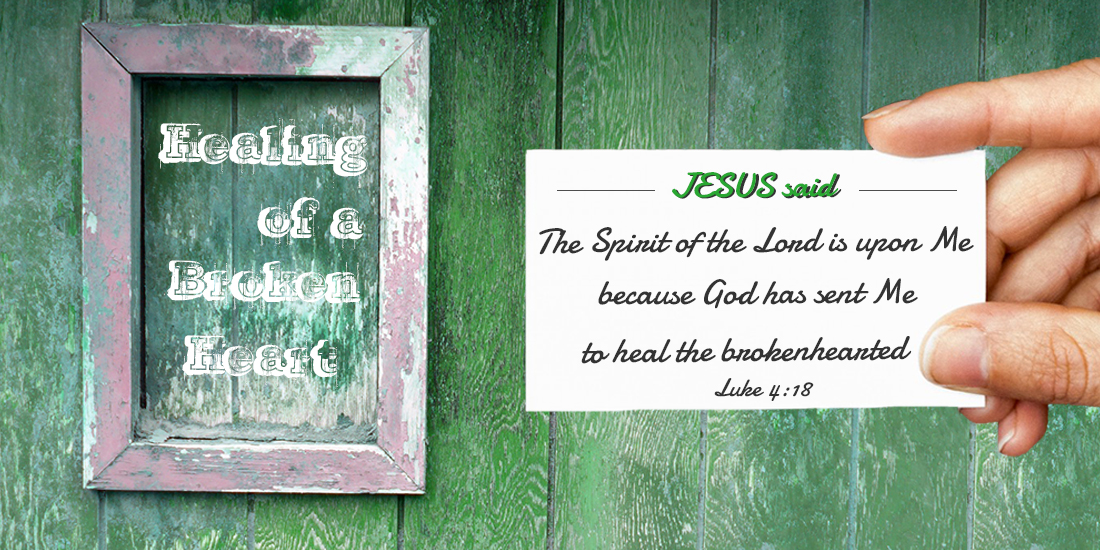 Healing
of a
Broken
Heart
JESUS said
The Spirit of the Lord is upon Me
because God has sent Me
to heal the brokenhearted
Luke 4:18